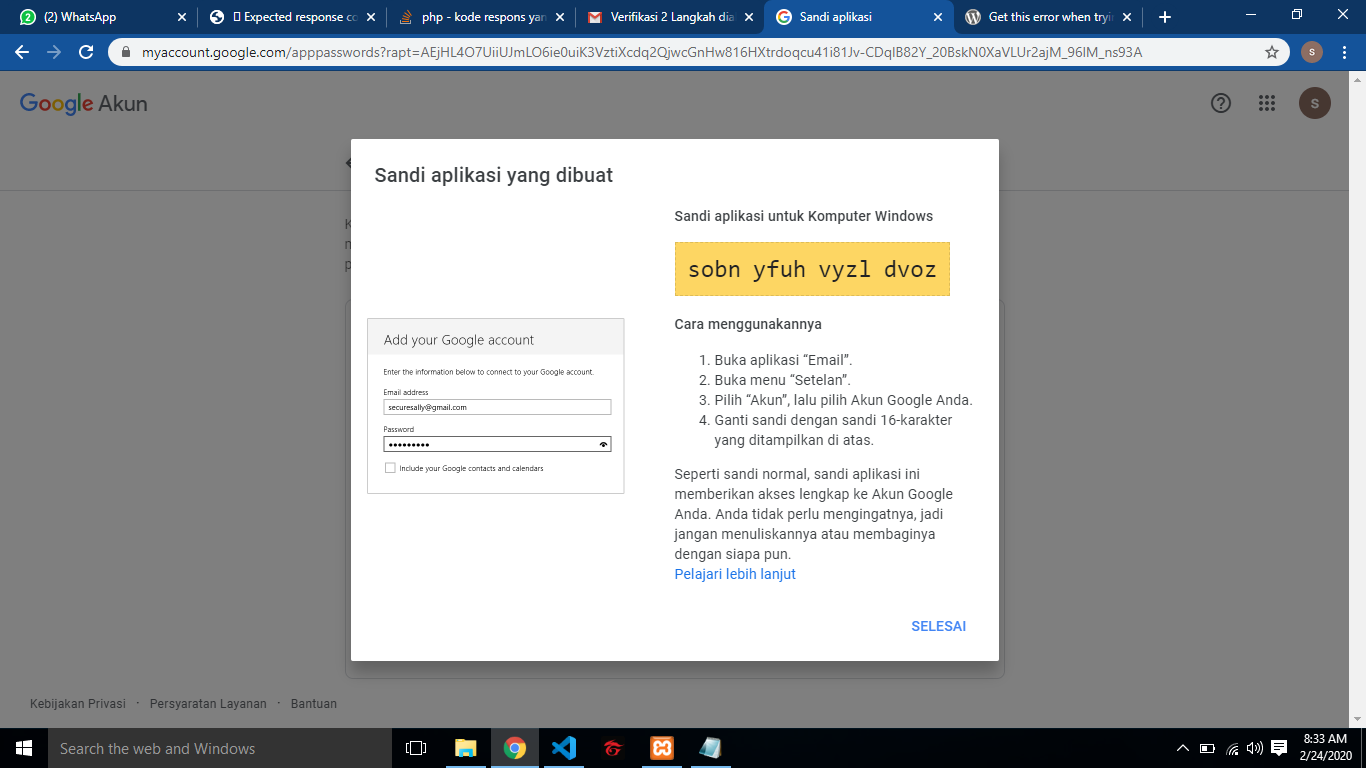 (2) WhatsApp
Expected response co
php - kode respons yan
Verifikasi 2 Langkah dia
Sandi aplikasi
Get this error when tryin
myaccount.google.com/apppasswords?rapt=
S
Google Akun
S
Sandi aplikasi yang dibuat
Sandi aplikasi untuk Komputer Windows
sobn yfuh vyzl dvoz
Add your Google account
Enter the information below to connect to your Google account.
Email address
securesally@gmail.com
Password
•••••••••
Include your Google contacts and calendars
Cara menggunakannya
1. Buka aplikasi “Email”.
2. Buka menu “Setelan”.
3. Pilih “Akun”, lalu pilih Akun Google Anda.
4. Ganti sandi dengan sandi 16-karakter
yang ditampilkan di atas.
Seperti sandi normal, sandi aplikasi ini
memberikan akses lengkap ke Akun Google
Anda. Anda tidak perlu mengingatnya, jadi
jangan menuliskannya atau membaginya
dengan siapa pun.
Pelajari lebih lanjut
SELESAI
Kebijakan Privasi · Persyaratan Layanan · Bantuan
Search the web and Windows
8:33 AM
2/24/2020